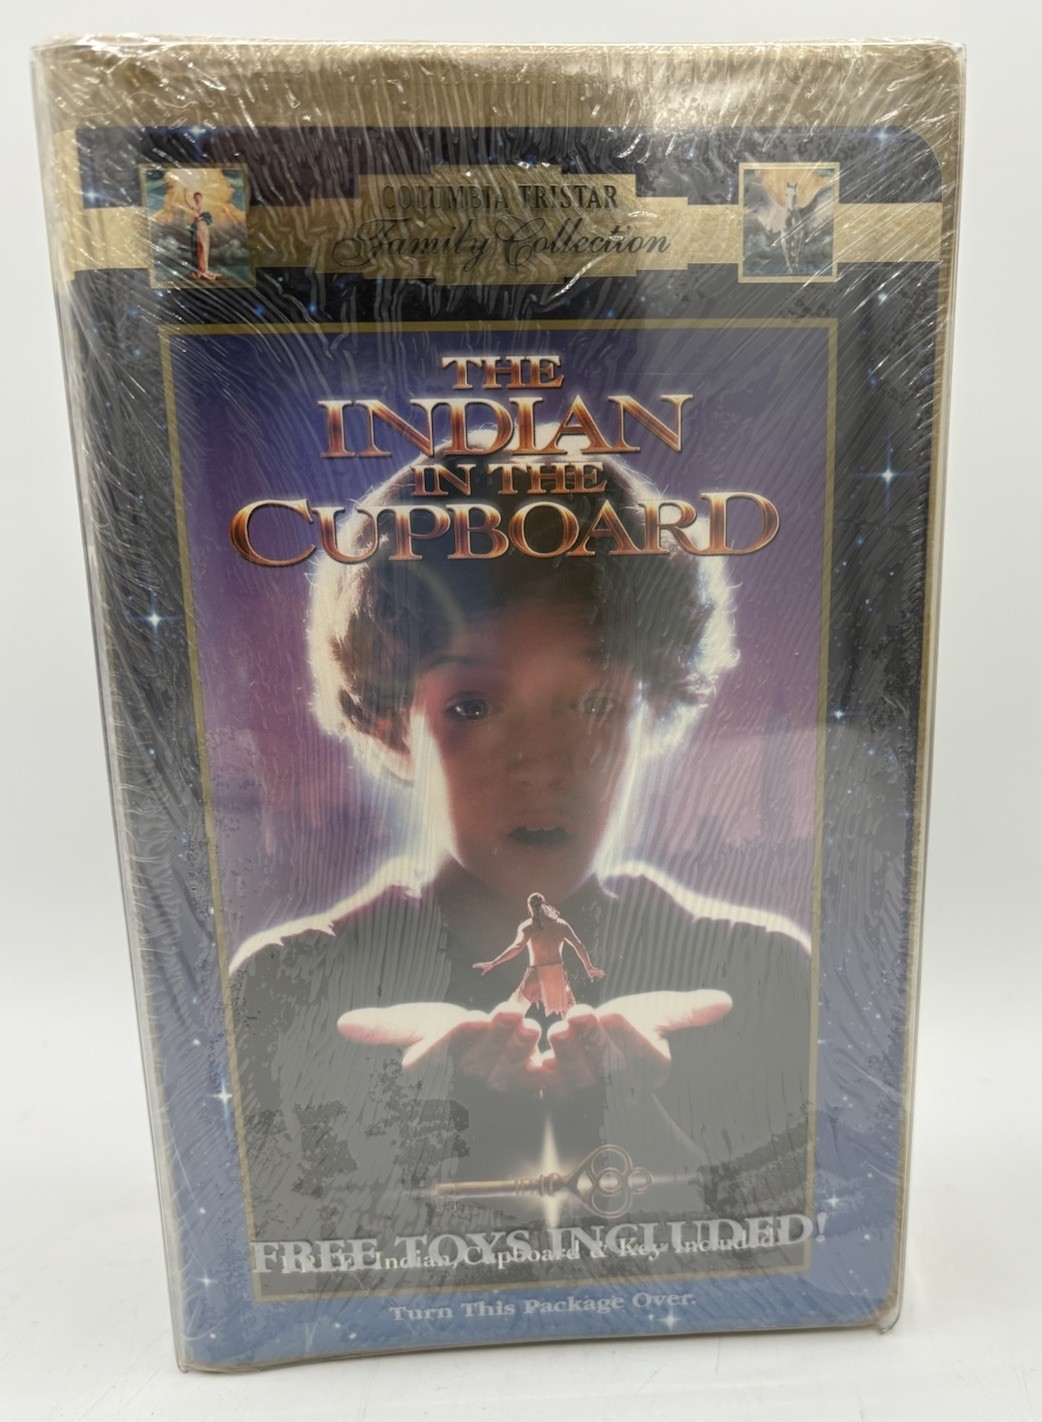 COLUMBIA TRISTAR
Family Collection
THE
INDIAN
IN THE
CUPBOARD
FREE TOYS INCLUDED!
Indian, Cupboard & Key Included!
Turn This Package Over.